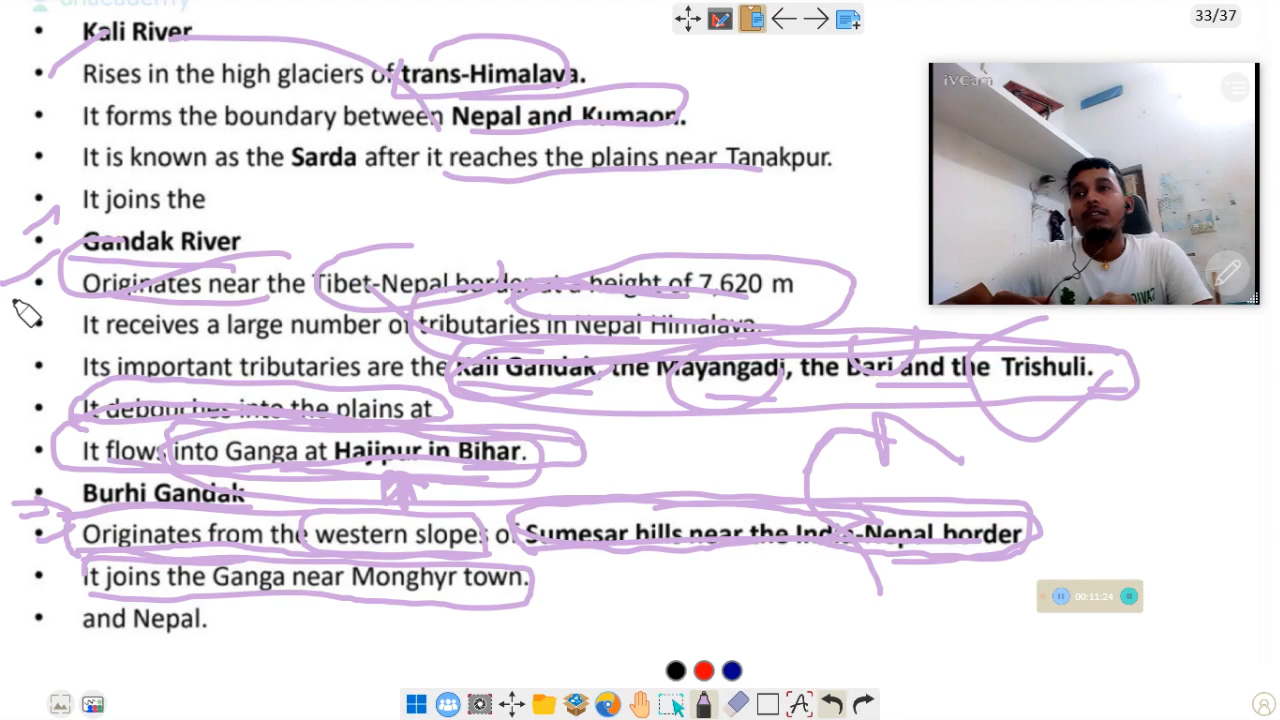 unacademy
33/37
Kali River
Rises in the high glaciers of trans-Himalaya.
iVCam
It forms the boundary between Nepal and Kumaon.
It is known as the Sarda after it reaches the plains near Tanakpur.
It joins the
Gandak River
Originates near the Tibet-Nepal border at a height of 7,620 m
It receives a large number of tributaries in Nepal Himalaya.
Its important tributaries are the Kali Gandak, the Mayangadi, the Bari and the Trishuli.
It debouches into the plains at
It flows into Ganga at Hajipur in Bihar.
Burhi Gandak
Originates from the western slopes of Sumesar hills near the India-Nepal border
It joins the Ganga near Monghyr town.
00:11:24
and Nepal.